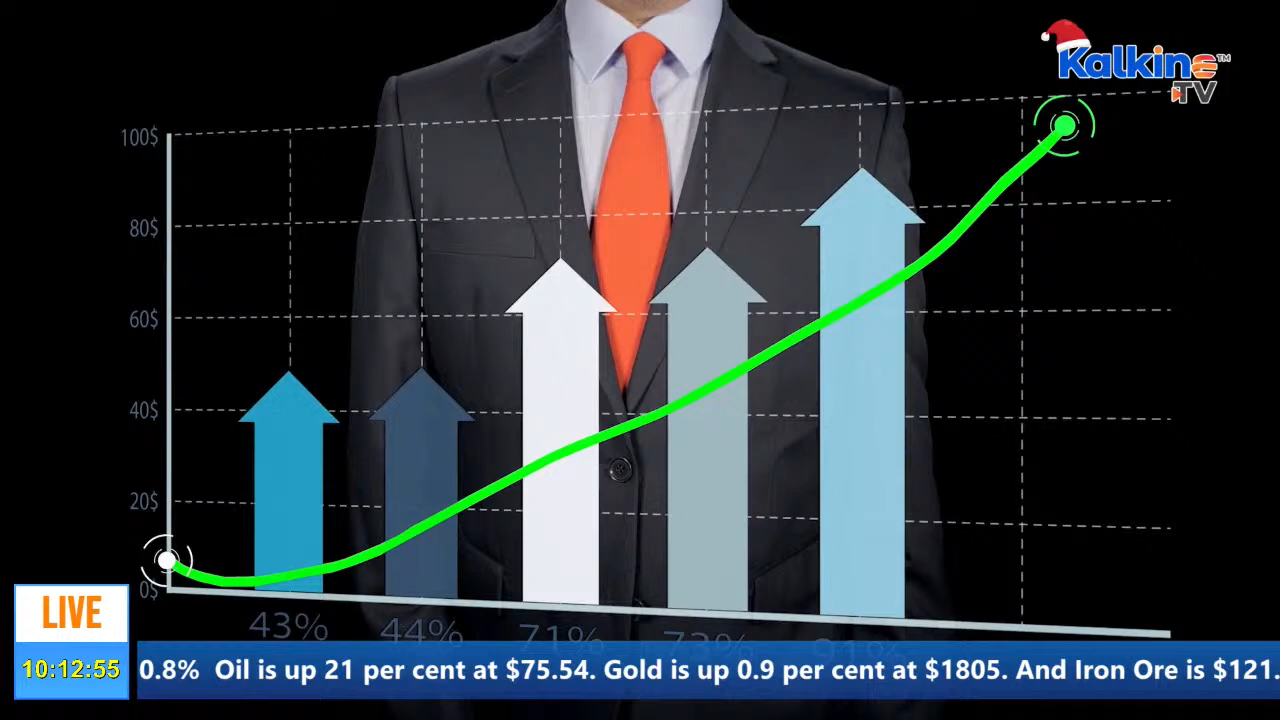 Kalkine™
TV
100$
80$
60$
40$
20$
0$
43% 44% 71% 73% 91%
LIVE
10:12:55
0.8% Oil is up 21 per cent at $75.54. Gold is up 0.9 per cent at $1805. And Iron Ore is $121.